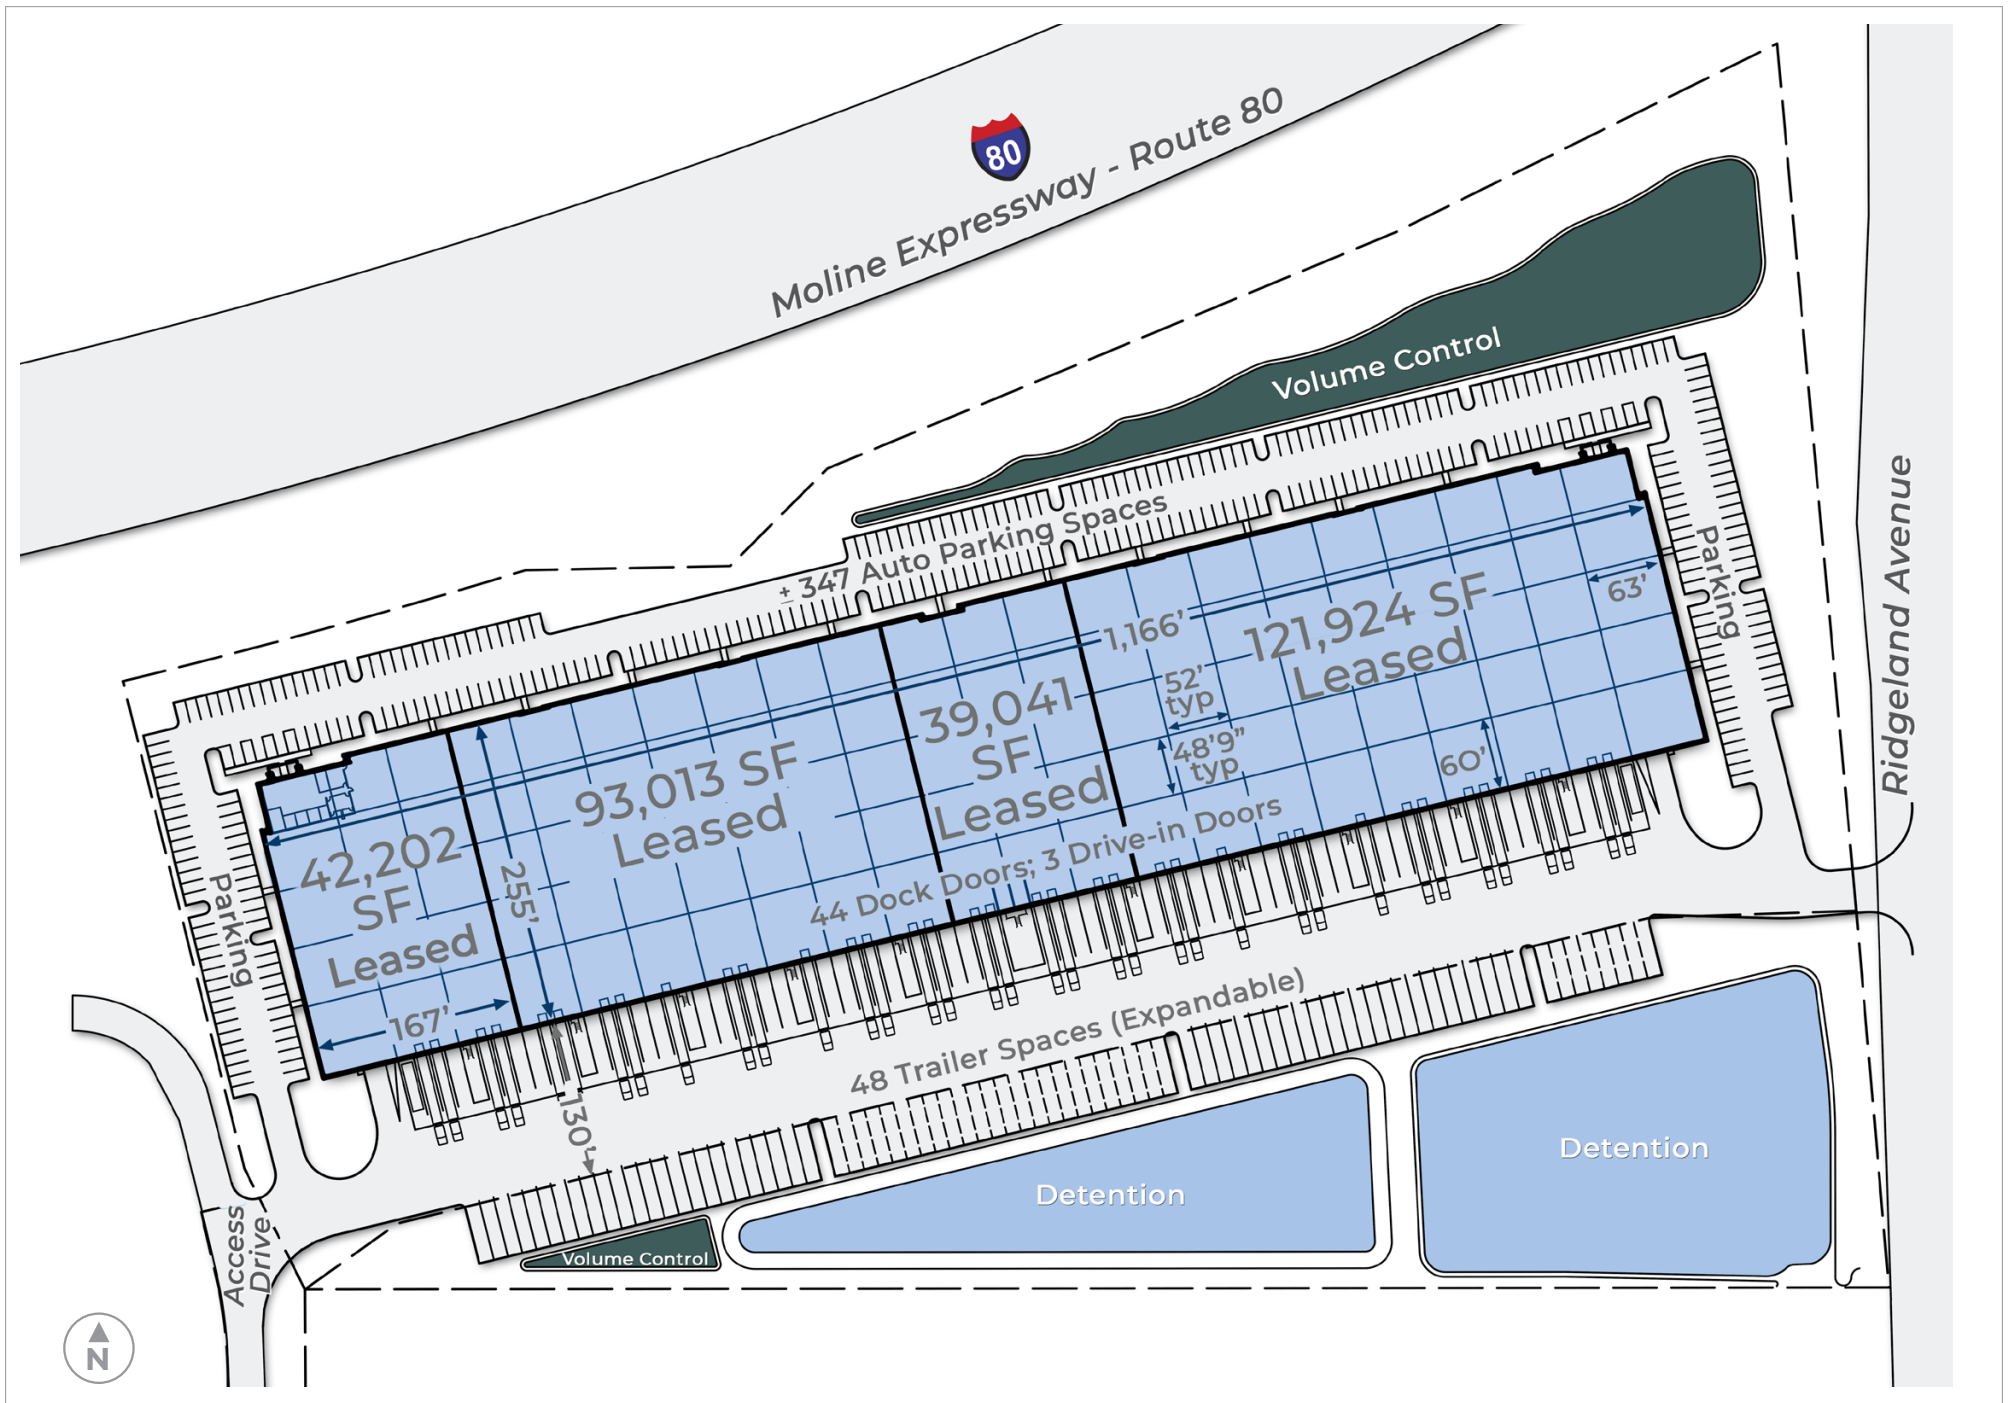 80
Moline Expressway - Route 80
Volume Control
± 347 Auto Parking Spaces
Parking
Ridgeland Avenue
63'
1,166'
121,924 SF
Leased
52'
typ
48'9"
typ
60'
39,041
SF
Leased
93,013 SF
Leased
255'
42,202
SF
Leased
167'
44 Dock Doors; 3 Drive-in Doors
Parking
48 Trailer Spaces (Expandable)
130'
Detention
Detention
Volume Control
Access
Drive
N